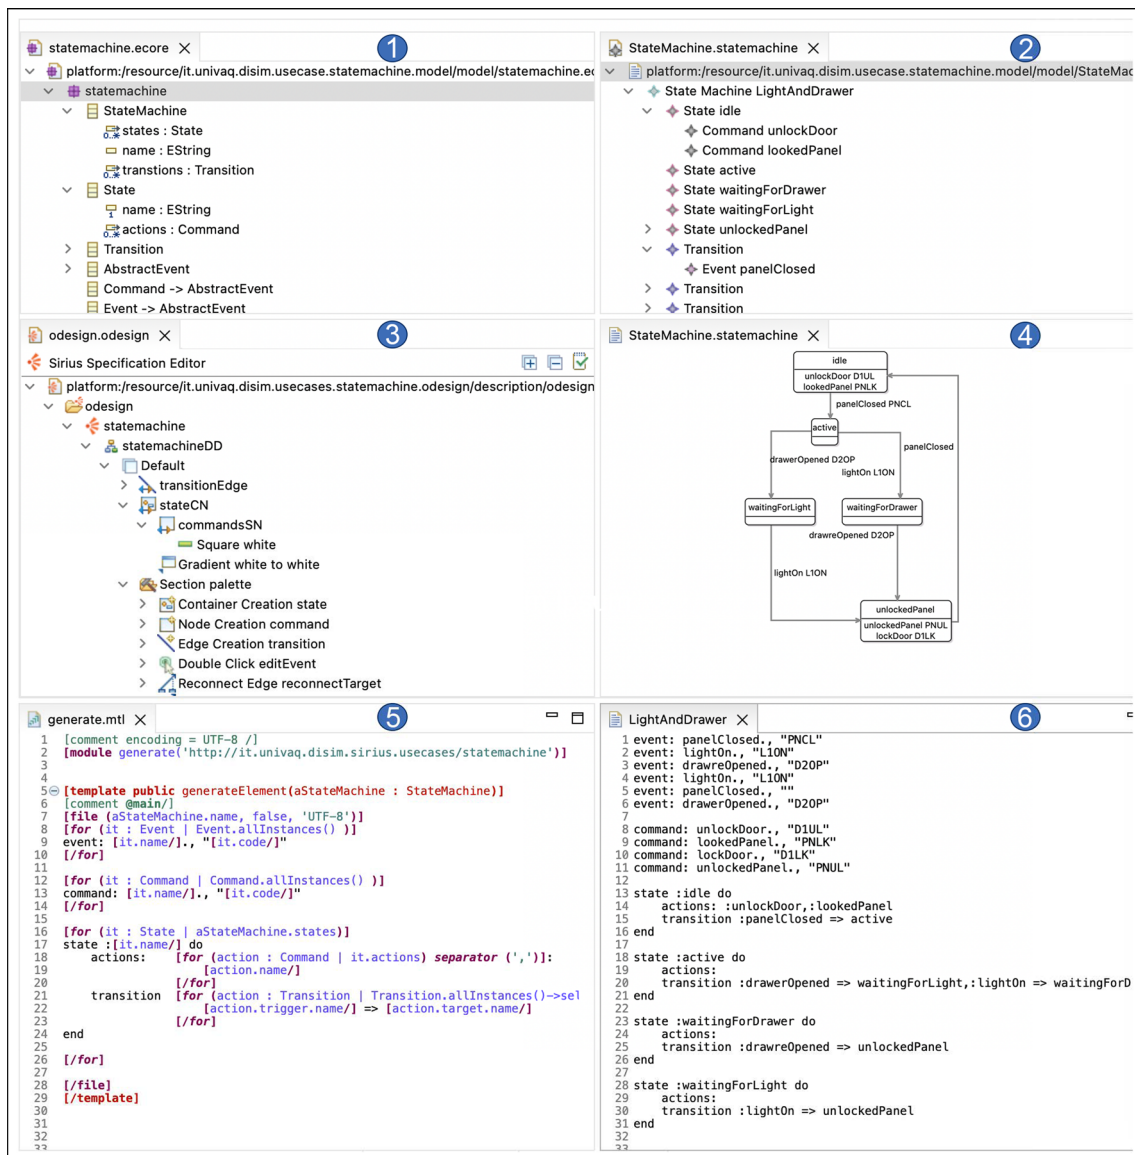 statemachine.ecore
1
platform:/resource/it.univaq.disim.usecase.statemachine.model/model/statemachine.ec
statemachine
StateMachine
states : State
name : EString
transtions : Transition
State
name : EString
actions : Command
Transition
AbstractEvent
Command -> AbstractEvent
Event -> AbstractEvent
StateMachine.statemachine
2
platform:/resource/it.univaq.disim.usecase.statemachine.model/model/StateMac
State Machine LightAndDrawer
State idle
Command unlockDoor
Command lookedPanel
State active
State waitingForDrawer
State waitingForLight
State unlockedPanel
Transition
Event panelClosed
Transition
Transition
odesign.odesign
3
Sirius Specification Editor
platform:/resource/it.univaq.disim.usecases.statemachine.odesign/description/odesign
odesign
statemachine
statemachineDD
Default
transitionEdge
stateCN
commandsSN
Square white
Gradient white to white
Section palette
Container Creation state
Node Creation command
Edge Creation transition
Double Click editEvent
Reconnect Edge reconnectTarget
StateMachine.statemachine
4
idle
unlockDoor D1UL
lookedPanel PNLK
panelClosed PNCL
active
panelClosed
drawerOpened D2OP
lightOn L1ON
waitingForLight
waitingForDrawer
drawreOpened D2OP
lightOn L1ON
unlockedPanel
unlockedPanel PNUL
lockDoor D1LK
generate.mtl
5
1 [comment encoding = UTF-8 /]
2 [module generate('http://it.univaq.disim.sirius.usecases/statemachine')]
3
4
5 [template public generateElement(aStateMachine : StateMachine)]
6 [comment @main/]
7 [file (aStateMachine.name, false, 'UTF-8')]
8 [for (it : Event | Event.allInstances() )]
9 event: [it.name/]., "[it.code/]"
10 [/for]
11
12 [for (it : Command | Command.allInstances() )]
13 command: [it.name/]., "[it.code/]"
14 [/for]
15
16 [for (it : State | aStateMachine.states)]
17 state :[it.name/] do
18 actions: [for (action : Command | it.actions) separator (',')]:
19 [action.name/]
20 [/for]
21 transition [for (action : Transition | Transition.allInstances()->sel
22 [action.trigger.name/] => [action.target.name/]
23 [/for]
24 end
25
26 [/for]
27
28 [/file]
29 [/template]
30
31
32
33
LightAndDrawer
6
1 event: panelClosed., "PNCL"
2 event: lightOn., "L1ON"
3 event: drawreOpened., "D2OP"
4 event: lightOn., "L1ON"
5 event: panelClosed., ""
6 event: drawerOpened., "D2OP"
7
8 command: unlockDoor., "D1UL"
9 command: lookedPanel., "PNLK"
10 command: lockDoor., "D1LK"
11 command: unlockedPanel., "PNUL"
12
13 state :idle do
14 actions: :unlockDoor,:lookedPanel
15 transition :panelClosed => active
16 end
17
18 state :active do
19 actions:
20 transition :drawerOpened => waitingForLight,:lightOn => waitingForD
21 end
22
23 state :waitingForDrawer do
24 actions:
25 transition :drawreOpened => unlockedPanel
26 end
27
28 state :waitingForLight do
29 actions:
30 transition :lightOn => unlockedPanel
31 end
32
33